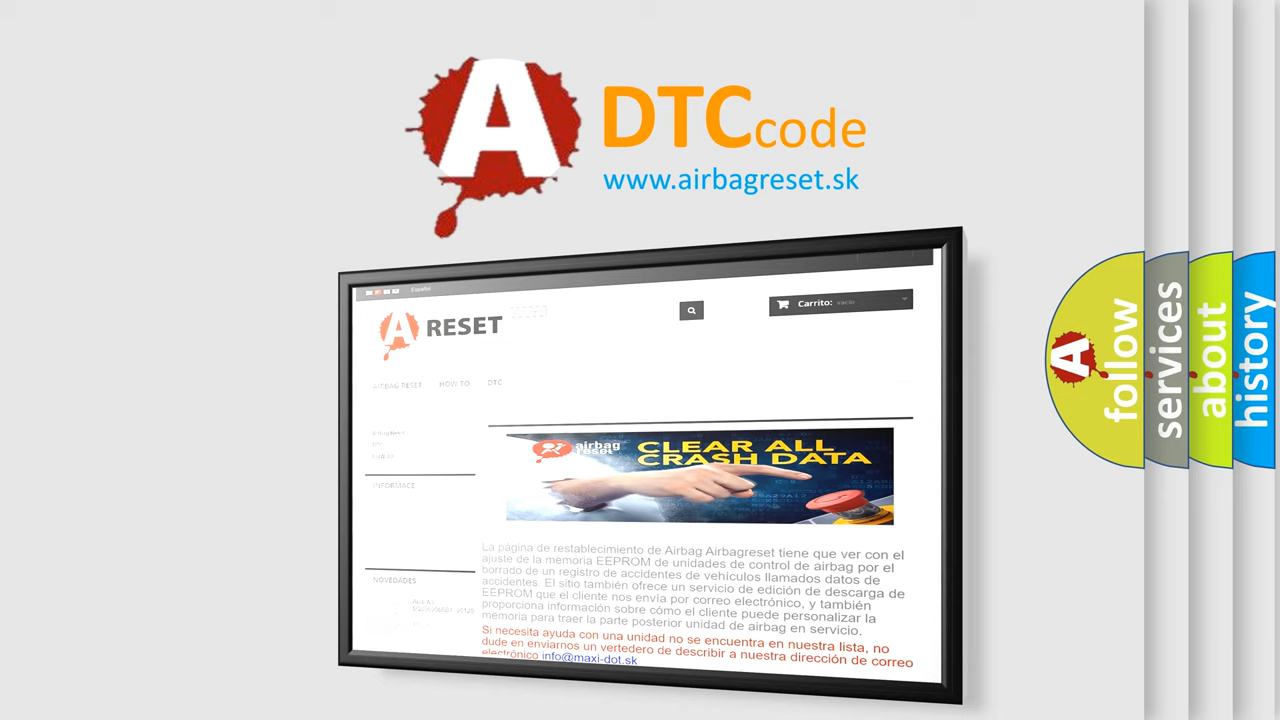 A DTCcode
www.airbagreset.sk
Español
A RESET
Carrito: vacío
AIRBAG RESET HOW TO DTC
INFORMACE
NOVEDADES
airbag
reset
CLEAR ALL
CRASH DATA
La página de restablecimiento de Airbag Airbagreset tiene que ver con el
ajuste de la memoria EEPROM de unidades de control de airbag por el
borrado de un registro de accidentes de vehículos llamados datos de
accidentes. El sitio también ofrece un servicio de edición de descarga de
EEPROM que el cliente nos envía por correo electrónico, y también
proporciona información sobre cómo el cliente puede personalizar la
memoria para traer la parte posterior unidad de airbag en servicio.
Si necesita ayuda con una unidad no se encuentra en nuestra lista, no
dude en enviarnos un vertedero de describir a nuestra dirección de correo
electrónico info@maxi-dot.sk
A follow
services
about
history